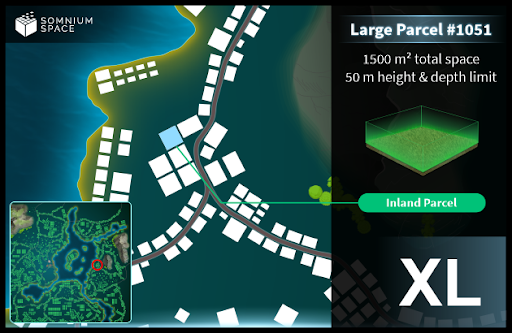 SOMNIUM
SPACE
Large Parcel #1051
1500 m² total space
50 m height & depth limit
Inland Parcel
XL